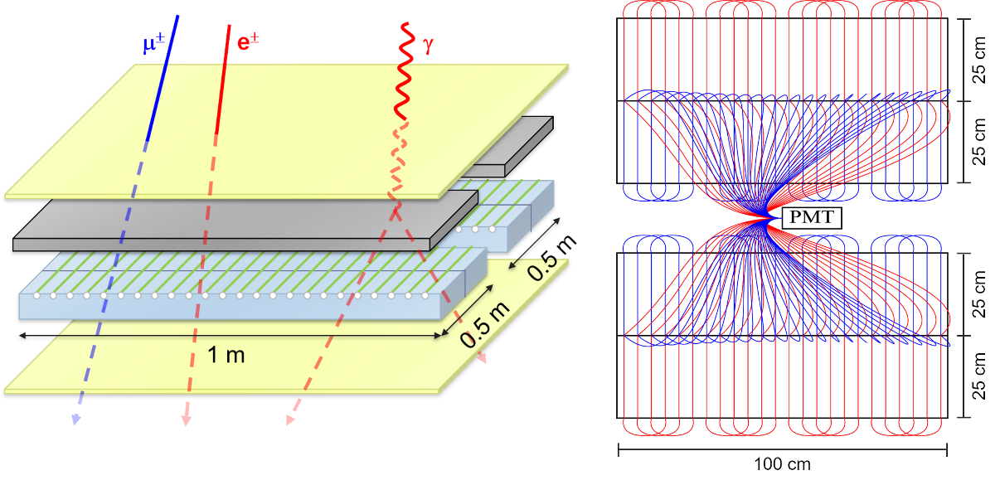 μ±
e±
γ
0.5 m
0.5 m
1 m
25 cm
25 cm
PMT
25 cm
25 cm
100 cm